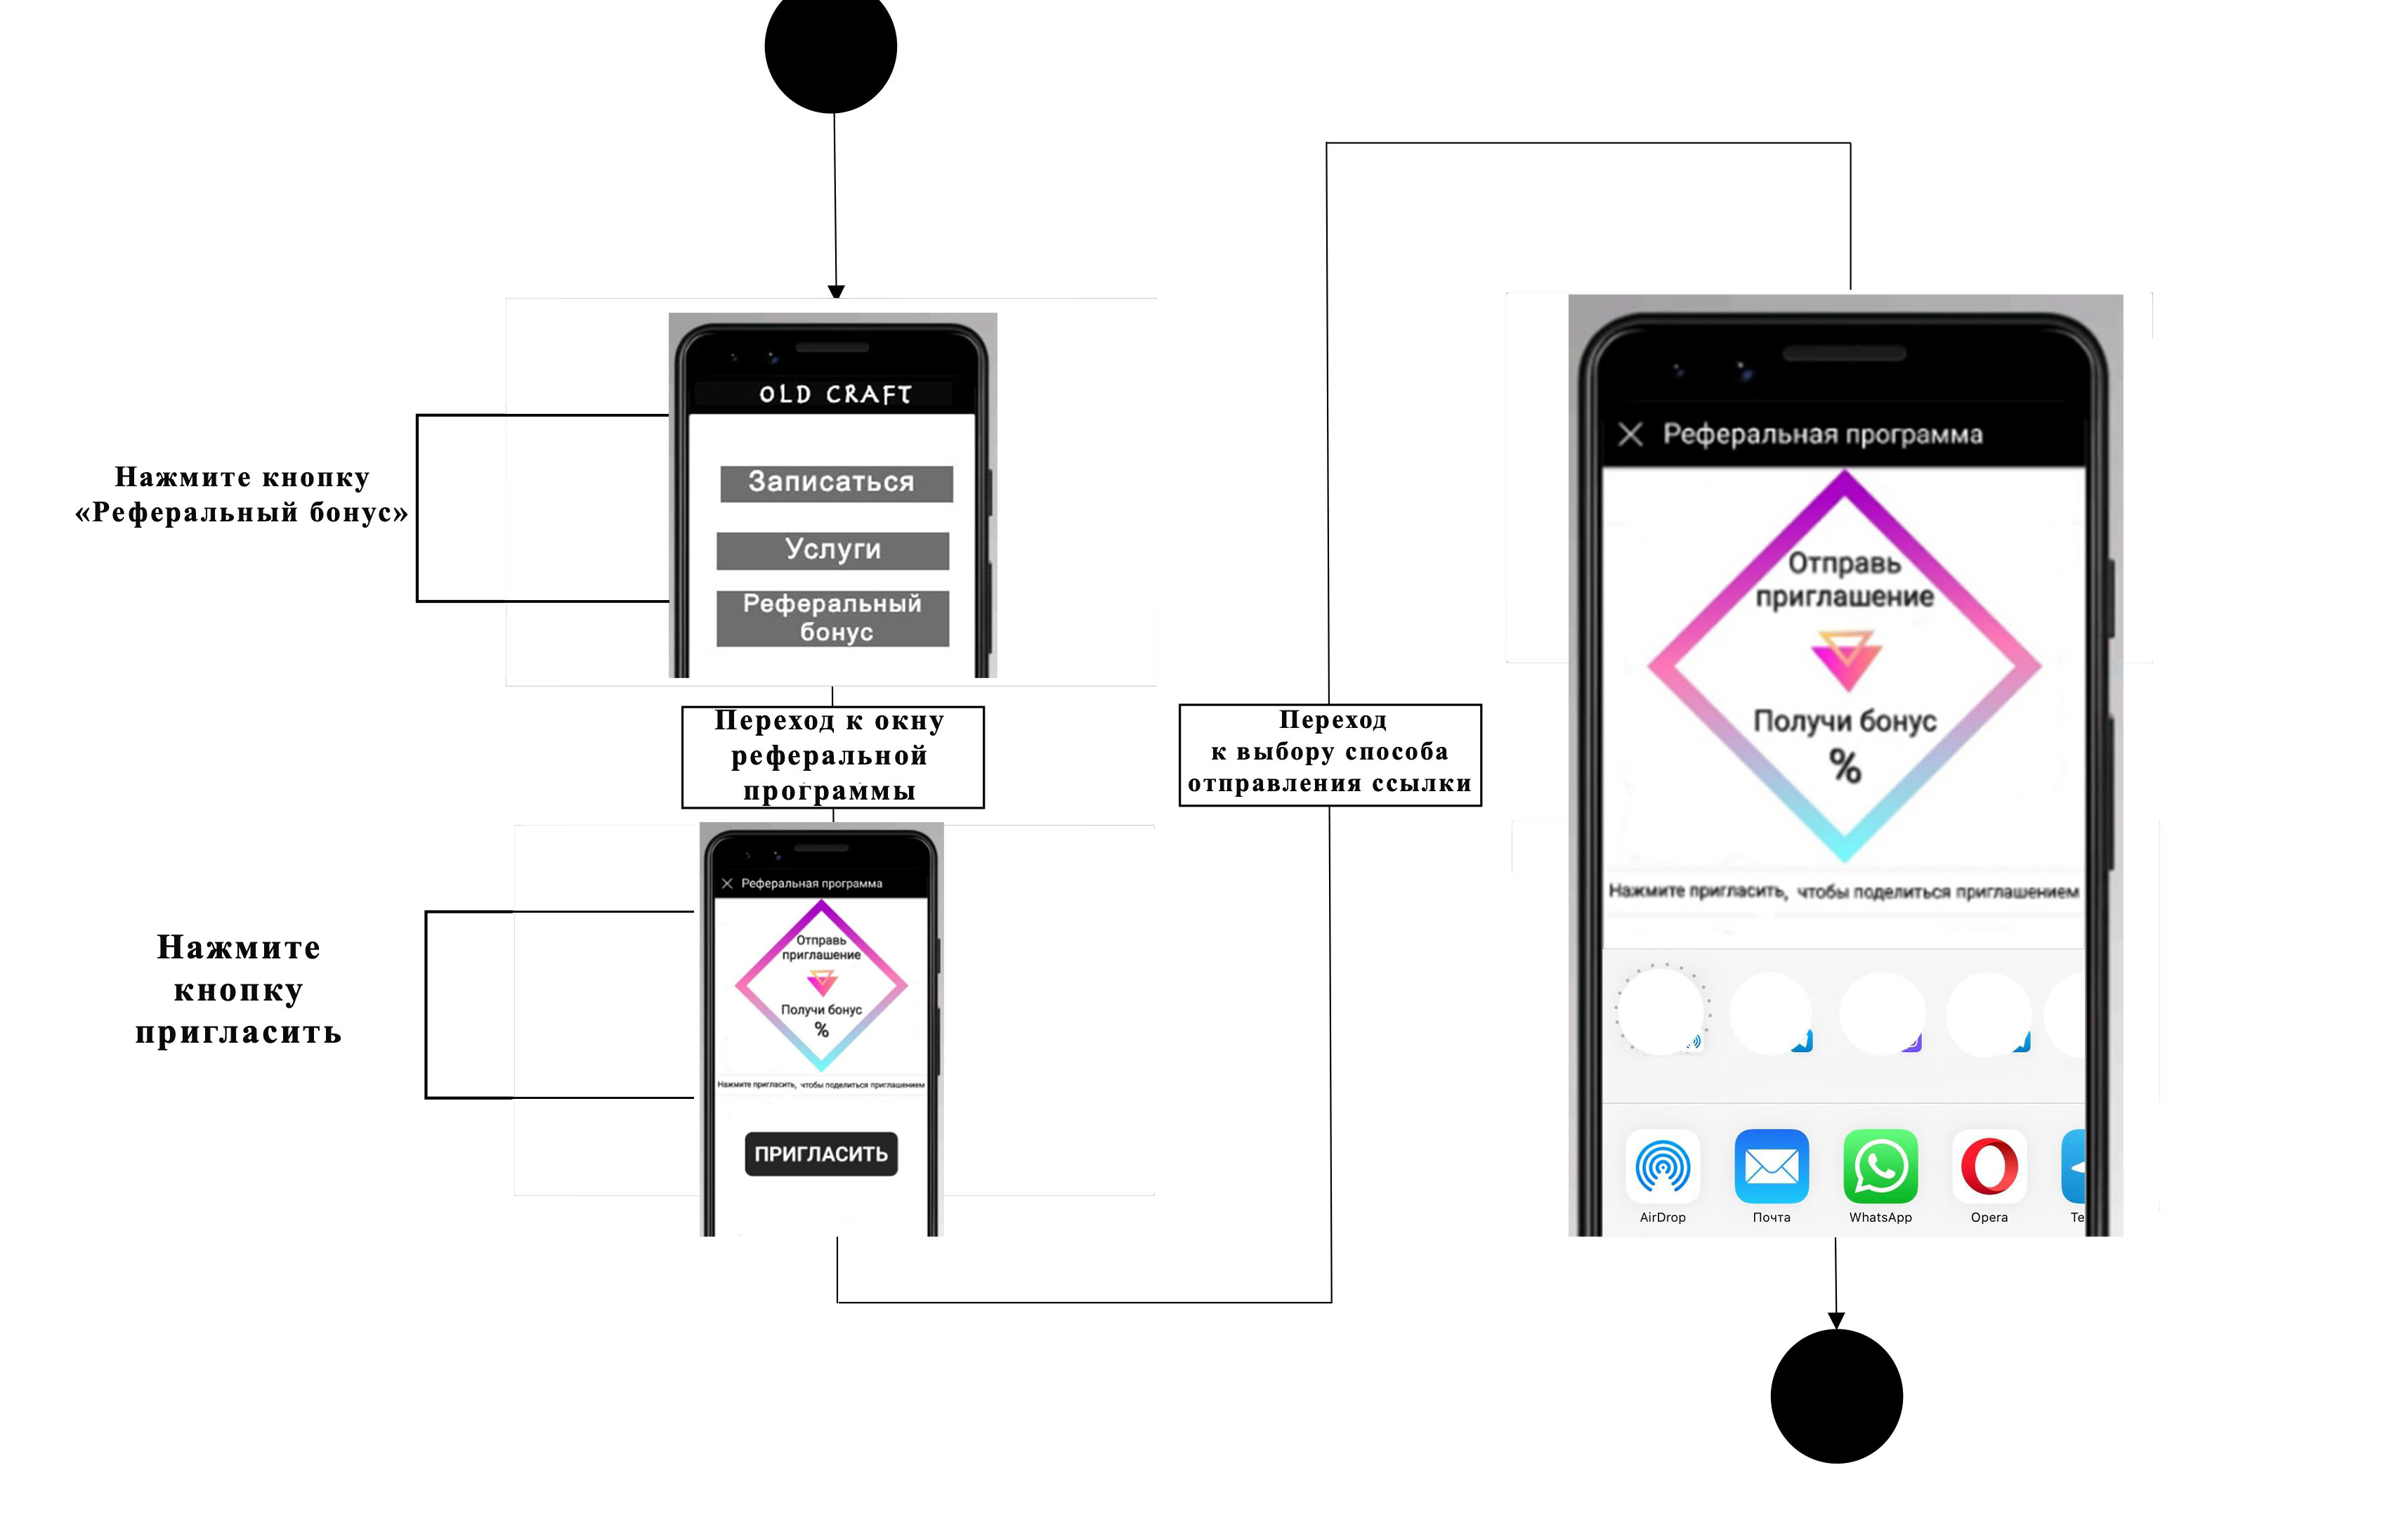 Нажмите кнопку
«Реферальный бонус»
OLD CRAFT
Записаться
Услуги
Реферальный
бонус
Переход к окну
реферальной
программы
Нажмите
кнопку
пригласить
Реферальная программа
Отправь
приглашение
Получи бонус
%
Нажмите пригласить, чтобы поделиться приглашением
ПРИГЛАСИТЬ
Переход
к выбору способа
отправления ссылки
Реферальная программа
Отправь
приглашение
Получи бонус
%
Нажмите пригласить, чтобы поделиться приглашением
AirDrop
Почта
WhatsApp
Opera
Te